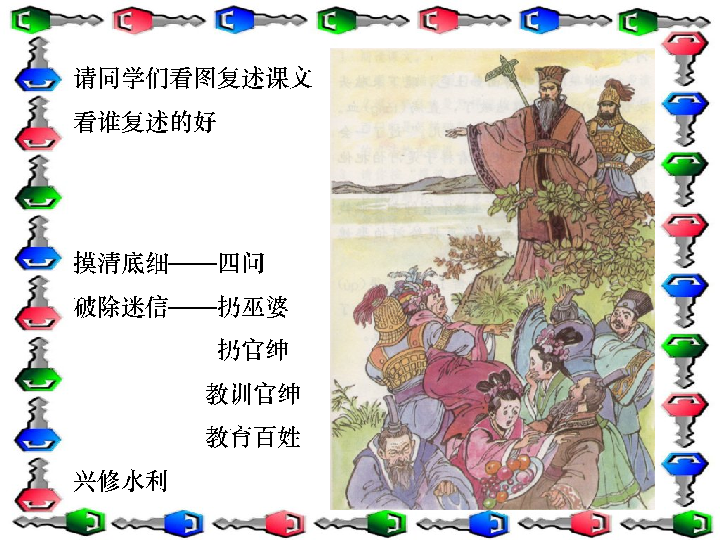 请同学们看图复述课文
看谁复述的好
摸清底细——四问
破除迷信——扔巫婆
扔官绅
教训官绅
教育百姓
兴修水利